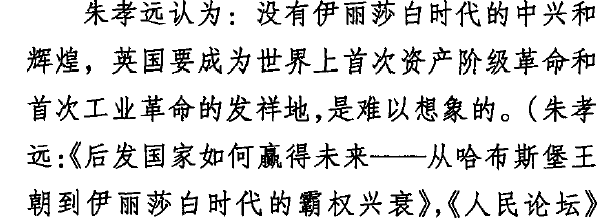 朱孝远认为：没有伊丽莎白时代的中兴和
辉煌，英国要成为世界上首次资产阶级革命和
首次工业革命的发祥地，是难以想象的。（朱孝
远：《后发国家如何赢得未来——从哈布斯堡王
朝到伊丽莎白时代的霸权兴衰》，《人民论坛》